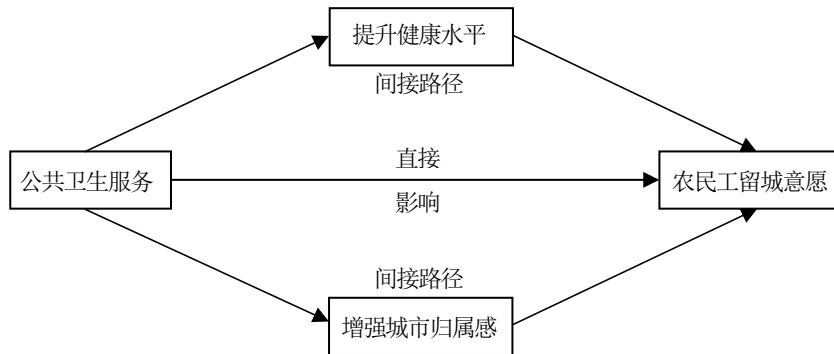 提升健康水平
间接路径
直接
公共卫生服务
农民工留城意愿
影响
间接路径
增强城市归属感